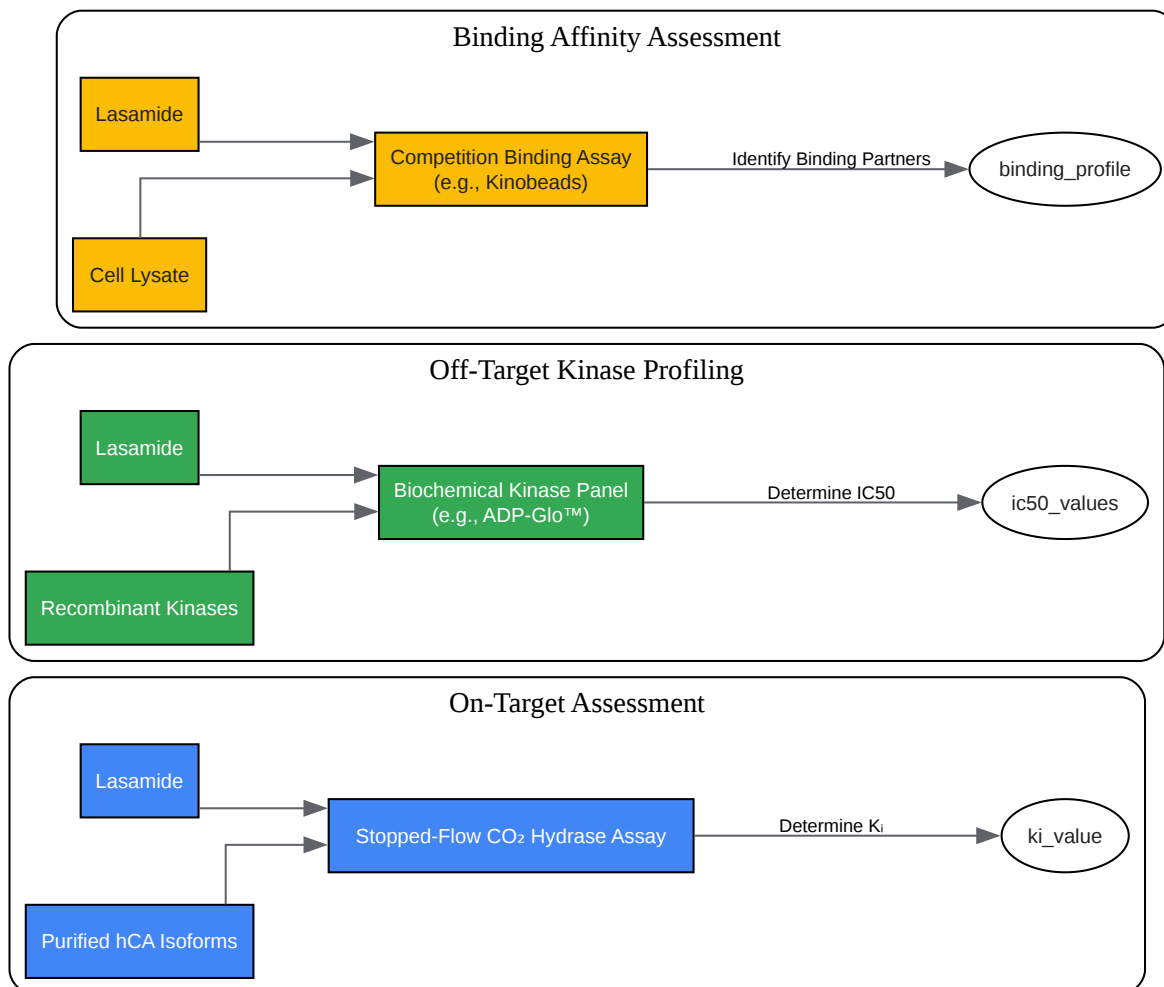 Binding Affinity Assessment
Lasamide
Competition Binding Assay
(e.g., Kinobeads)
Identify Binding Partners
binding_profile
Cell Lysate
Off-Target Kinase Profiling
Lasamide
Biochemical Kinase Panel
(e.g., ADP-Glo™)
Determine IC50
ic50_values
Recombinant Kinases
On-Target Assessment
Lasamide
Stopped-Flow CO₂ Hydrase Assay
Determine Kᵢ
ki_value
Purified hCA Isoforms